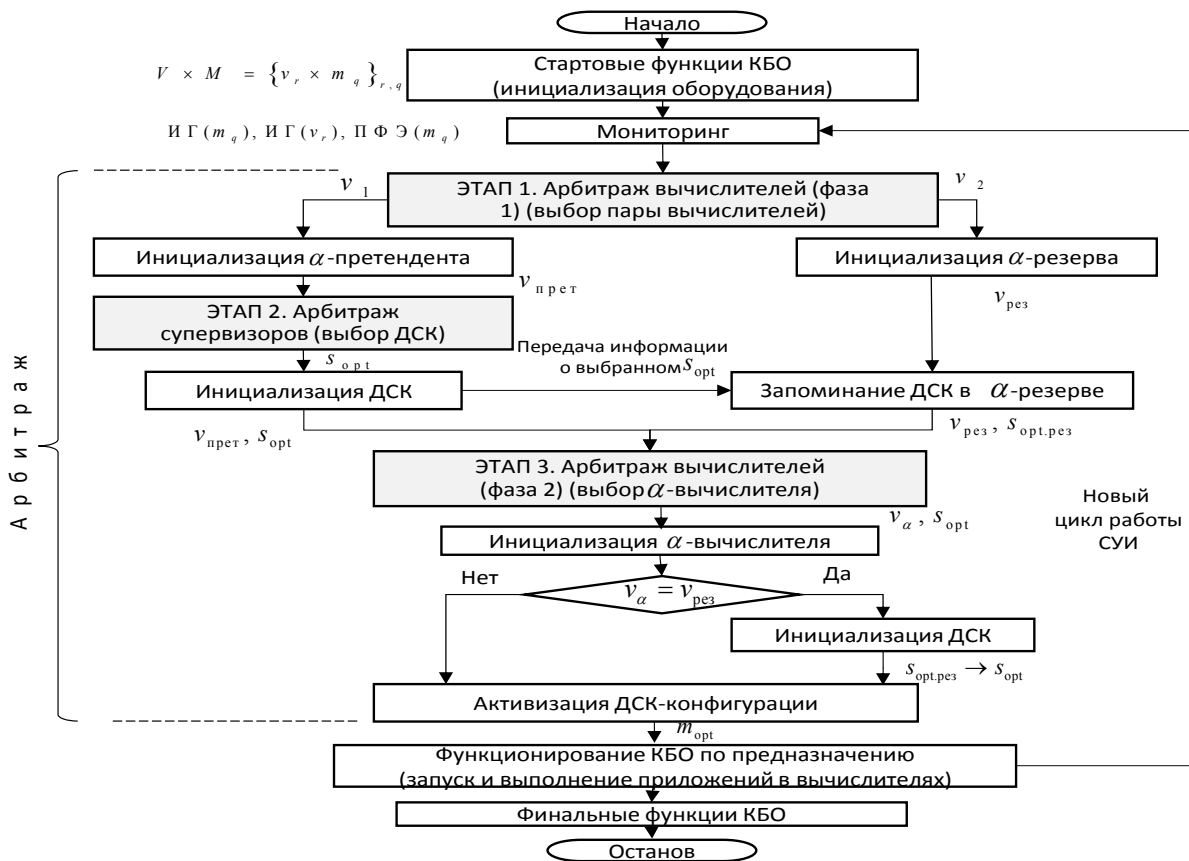 Начало
V × M = {v_r × m_q}_{r,q}
Стартовые функции КБО
(инициализация оборудования)
ИГ(m_q), ИГ(v_r), ПФЭ(m_q)
Мониторинг
v_1
ЭТАП 1. Арбитраж вычислителей (фаза
1) (выбор пары вычислителей)
v_2
Инициализация α-претендента
Инициализация α-резерва
v_прет
v_рез
ЭТАП 2. Арбитраж
супервизоров (выбор ДСК)
s_opt
Передача информации
о выбранном s_opt
Инициализация ДСК
Запоминание ДСК в α-резерве
v_прет, s_opt
v_рез, s_opt.рез
Арбитраж
ЭТАП 3. Арбитраж вычислителей
(фаза 2) (выбор α-вычислителя)
v_α, s_opt
Новый
цикл работы
СУИ
Инициализация α-вычислителя
Нет
Да
v_α = v_рез
Инициализация ДСК
s_opt.рез → s_opt
Активизация ДСК-конфигурации
m_opt
Функционирование КБО по предназначению
(запуск и выполнение приложений в вычислителях)
Финальные функции КБО
Останов